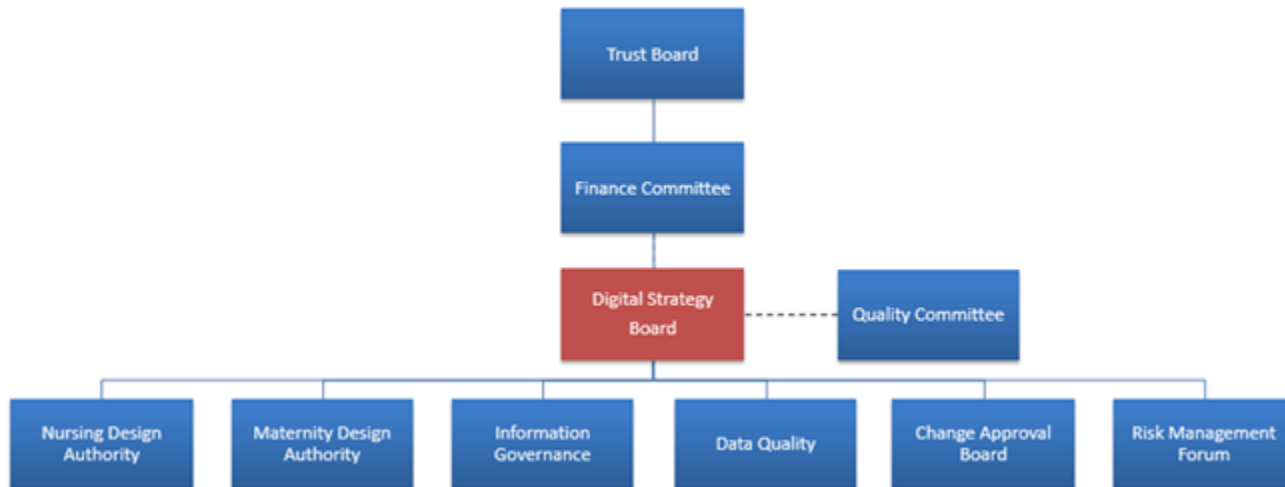 Trust Board
Finance Committee
Digital Strategy
Board
Quality Committee
Nursing Design
Authority
Maternity Design
Authority
Information
Governance
Data Quality
Change Approval
Board
Risk Management
Forum